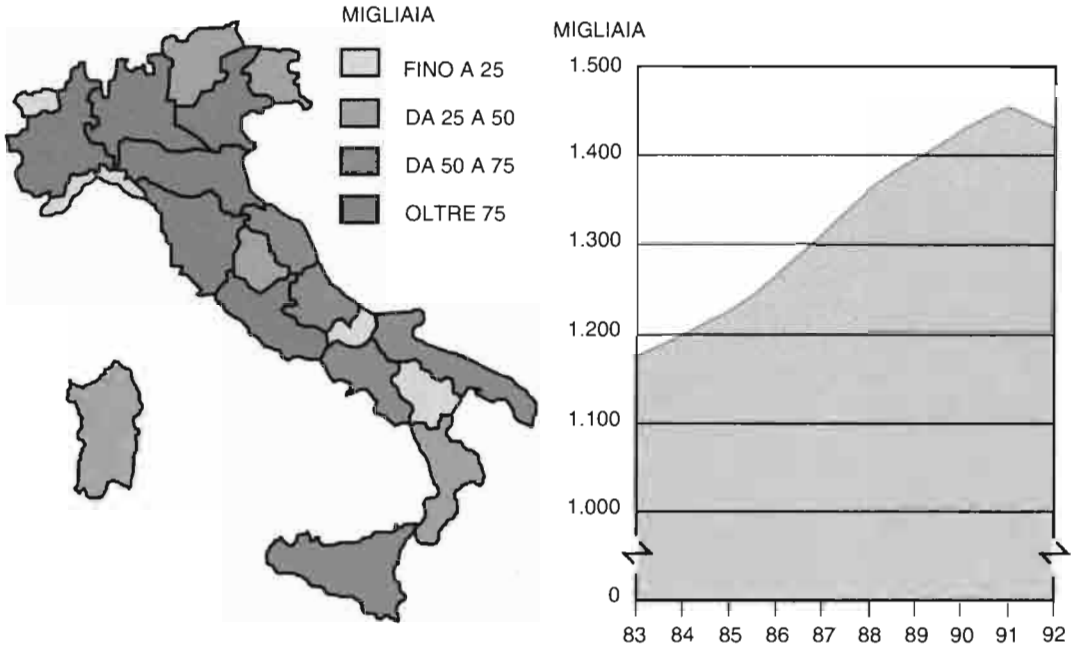 MIGLIAIA
FINO A 25
DA 25 A 50
DA 50 A 75
OLTRE 75
MIGLIAIA
1.500
1.400
1.300
1.200
1.100
1.000
0
83 84 85 86 87 88 89 90 91 92